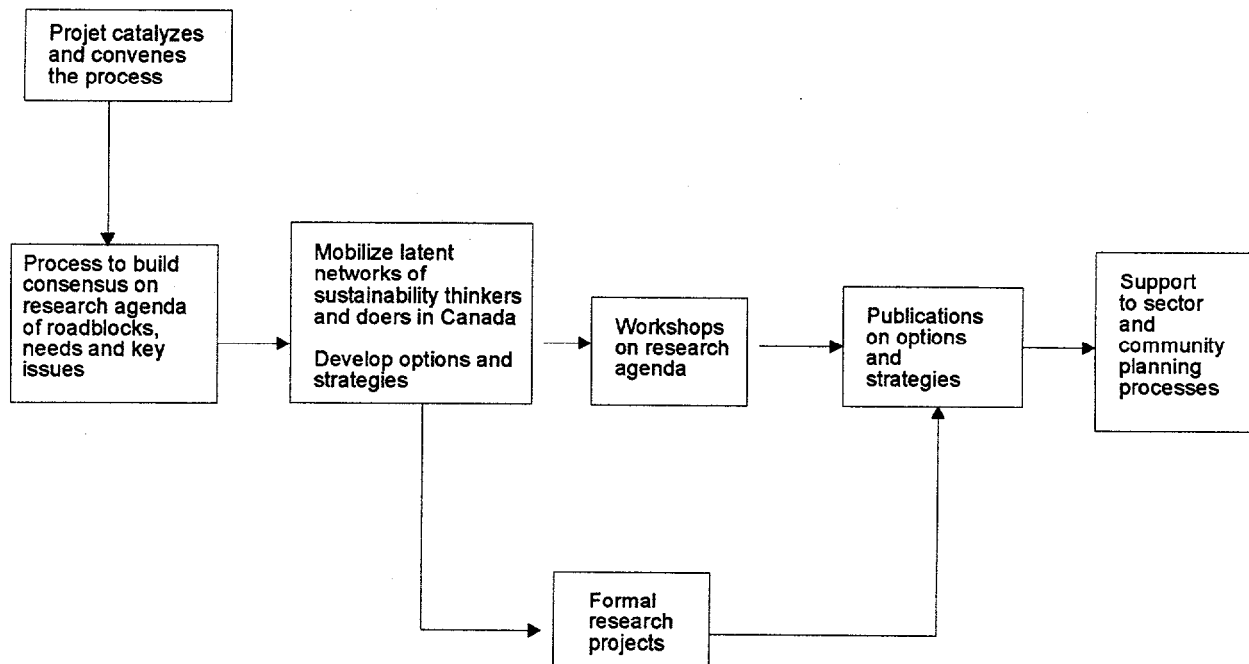 Projet catalyzes
and convenes
the process
Process to build
consensus on
research agenda
of roadblocks,
needs and key
issues
Mobilize latent
networks of
sustainability thinkers
and doers in Canada
Develop options and
strategies
Workshops
on research
agenda
Publications
on options
and
strategies
Support
to sector
and
community
planning
processes
Formal
research
projects